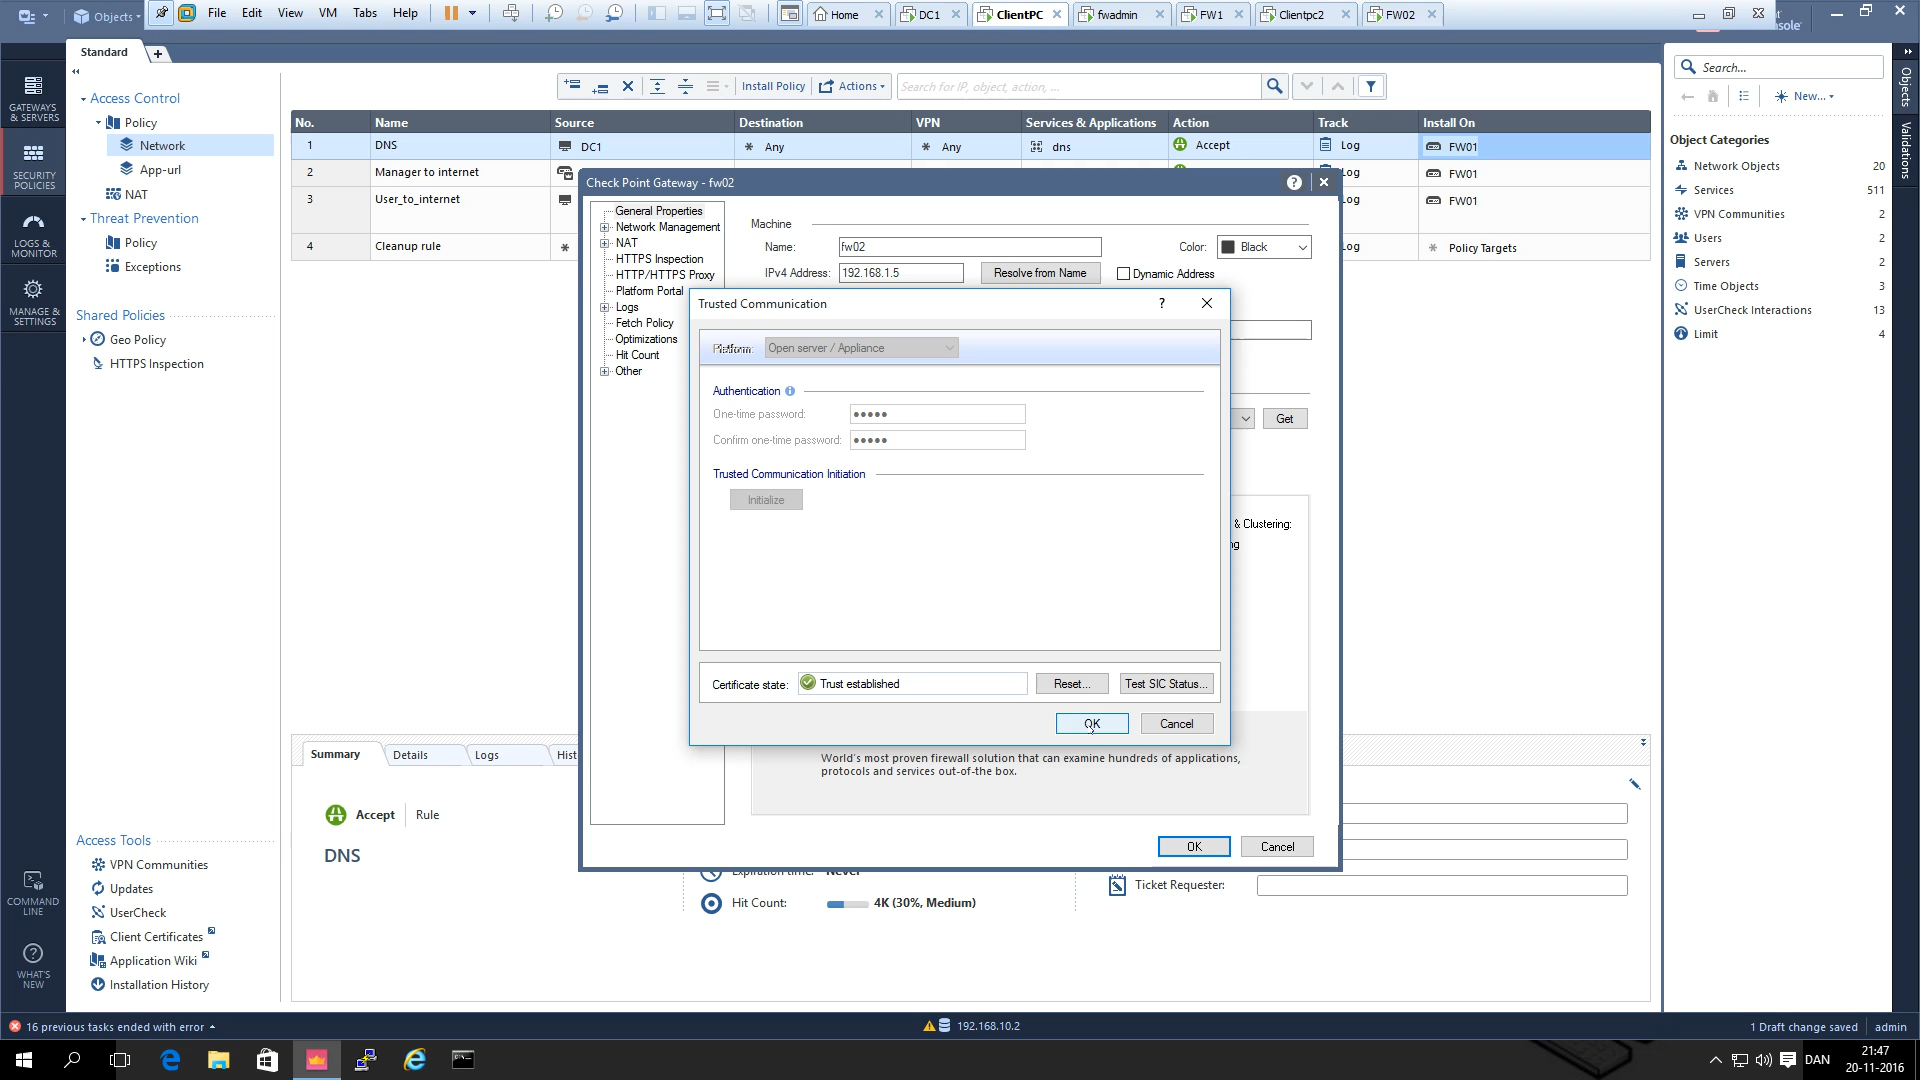 File Edit View VM Tabs Help
Home DC1 ClientPC fwadmin FW1 Clientpc2 FW02
Objects
Standard
GATEWAYS & SERVERS
SECURITY POLICIES
LOGS & MONITOR
MANAGE & SETTINGS
COMMAND LINE
WHAT'S NEW
Access Control
Policy
Network
App-url
NAT
Threat Prevention
Policy
Exceptions
Shared Policies
Geo Policy
HTTPS Inspection
Access Tools
VPN Communities
Updates
UserCheck
Client Certificates
Application Wiki
Installation History
Install Policy Actions Search for IP, object, action, ...
No. Name Source Destination VPN Services & Applications Action Track Install On
1 DNS DC1 Any Any dns Accept Log FW01
2 Manager to internet FW01
3 User_to_internet FW01
4 Cleanup rule Log Policy Targets
Check Point Gateway - fw02
General Properties
Network Management
NAT
HTTPS Inspection
HTTP/HTTPS Proxy
Platform Portal
Logs
Fetch Policy
Optimizations
Hit Count
Other
Machine
Name: fw02 Color: Black
IPv4 Address: 192.168.1.5 Resolve from Name Dynamic Address
Get
& Clustering:
World's most proven firewall solution that can examine hundreds of applications,
protocols and services out-of-the box.
OK Cancel
Trusted Communication
Platform: Open server / Appliance
Authentication
One-time password: •••••
Confirm one-time password: •••••
Trusted Communication Initiation
Initialize
Certificate state: Trust established Reset... Test SIC Status...
OK Cancel
Summary Details Logs Hist
Accept Rule
DNS
Expiration time: Never
Hit Count: 4K (30%, Medium)
Ticket Requester:
Search...
New...
Object Categories
Network Objects 20
Services 511
VPN Communities 2
Users 2
Servers 2
Time Objects 3
UserCheck Interactions 13
Limit 4
Objects
Validations
16 previous tasks ended with error 192.168.10.2 1 Draft change saved admin
DAN 21:47
20-11-2016